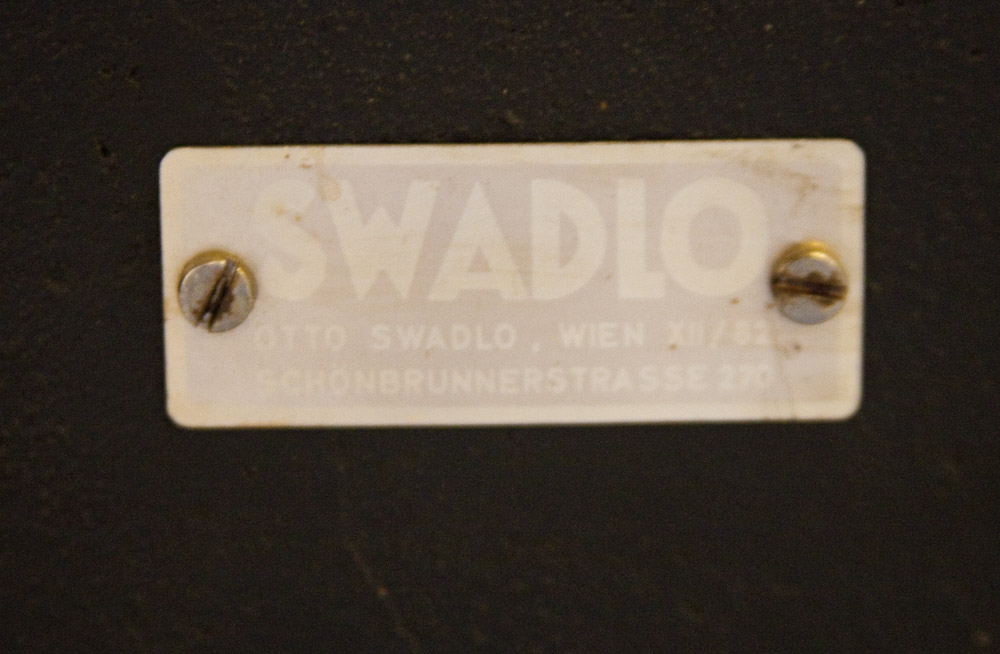 SWADLO
OTTO SWADLO, WIEN XII/82
SCHÖNBRUNNERSTRASSE 270